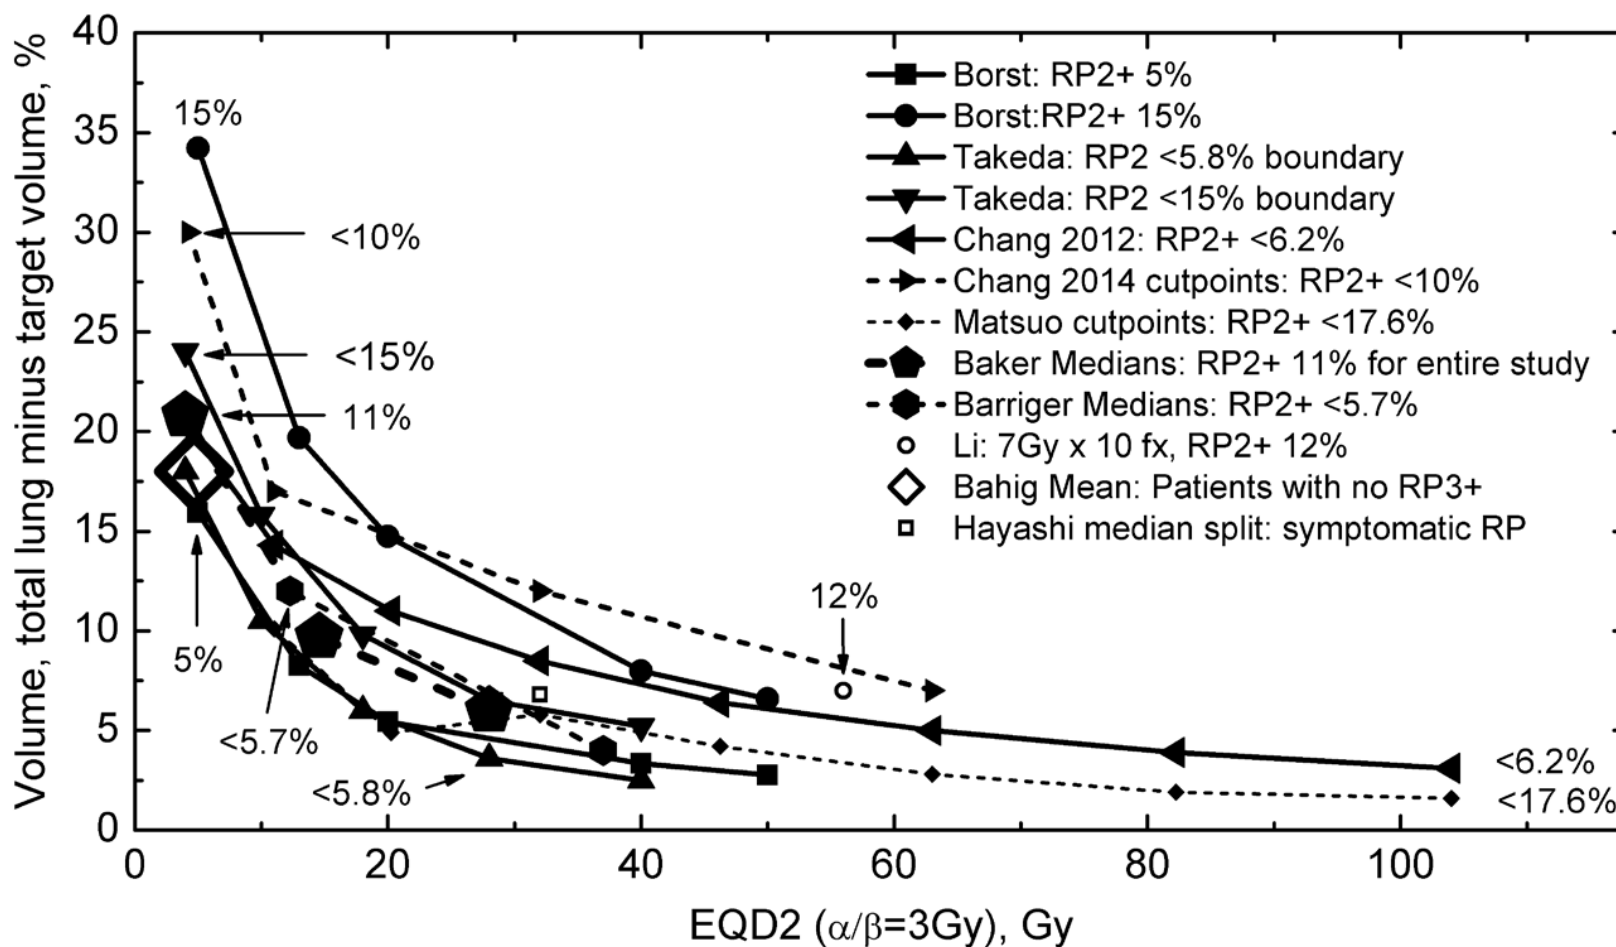 Volume, total lung minus target volume, %
40
35
30
25
20
15
10
5
0
0 20 40 60 80 100
EQD2 (α/β=3Gy), Gy
Borst: RP2+ 5%
Borst:RP2+ 15%
Takeda: RP2 <5.8% boundary
Takeda: RP2 <15% boundary
Chang 2012: RP2+ <6.2%
Chang 2014 cutpoints: RP2+ <10%
Matsuo cutpoints: RP2+ <17.6%
Baker Medians: RP2+ 11% for entire study
Barriger Medians: RP2+ <5.7%
Li: 7Gy x 10 fx, RP2+ 12%
Bahig Mean: Patients with no RP3+
Hayashi median split: symptomatic RP
15%
<10%
<15%
11%
12%
5%
<5.7%
<5.8%
<6.2%
<17.6%